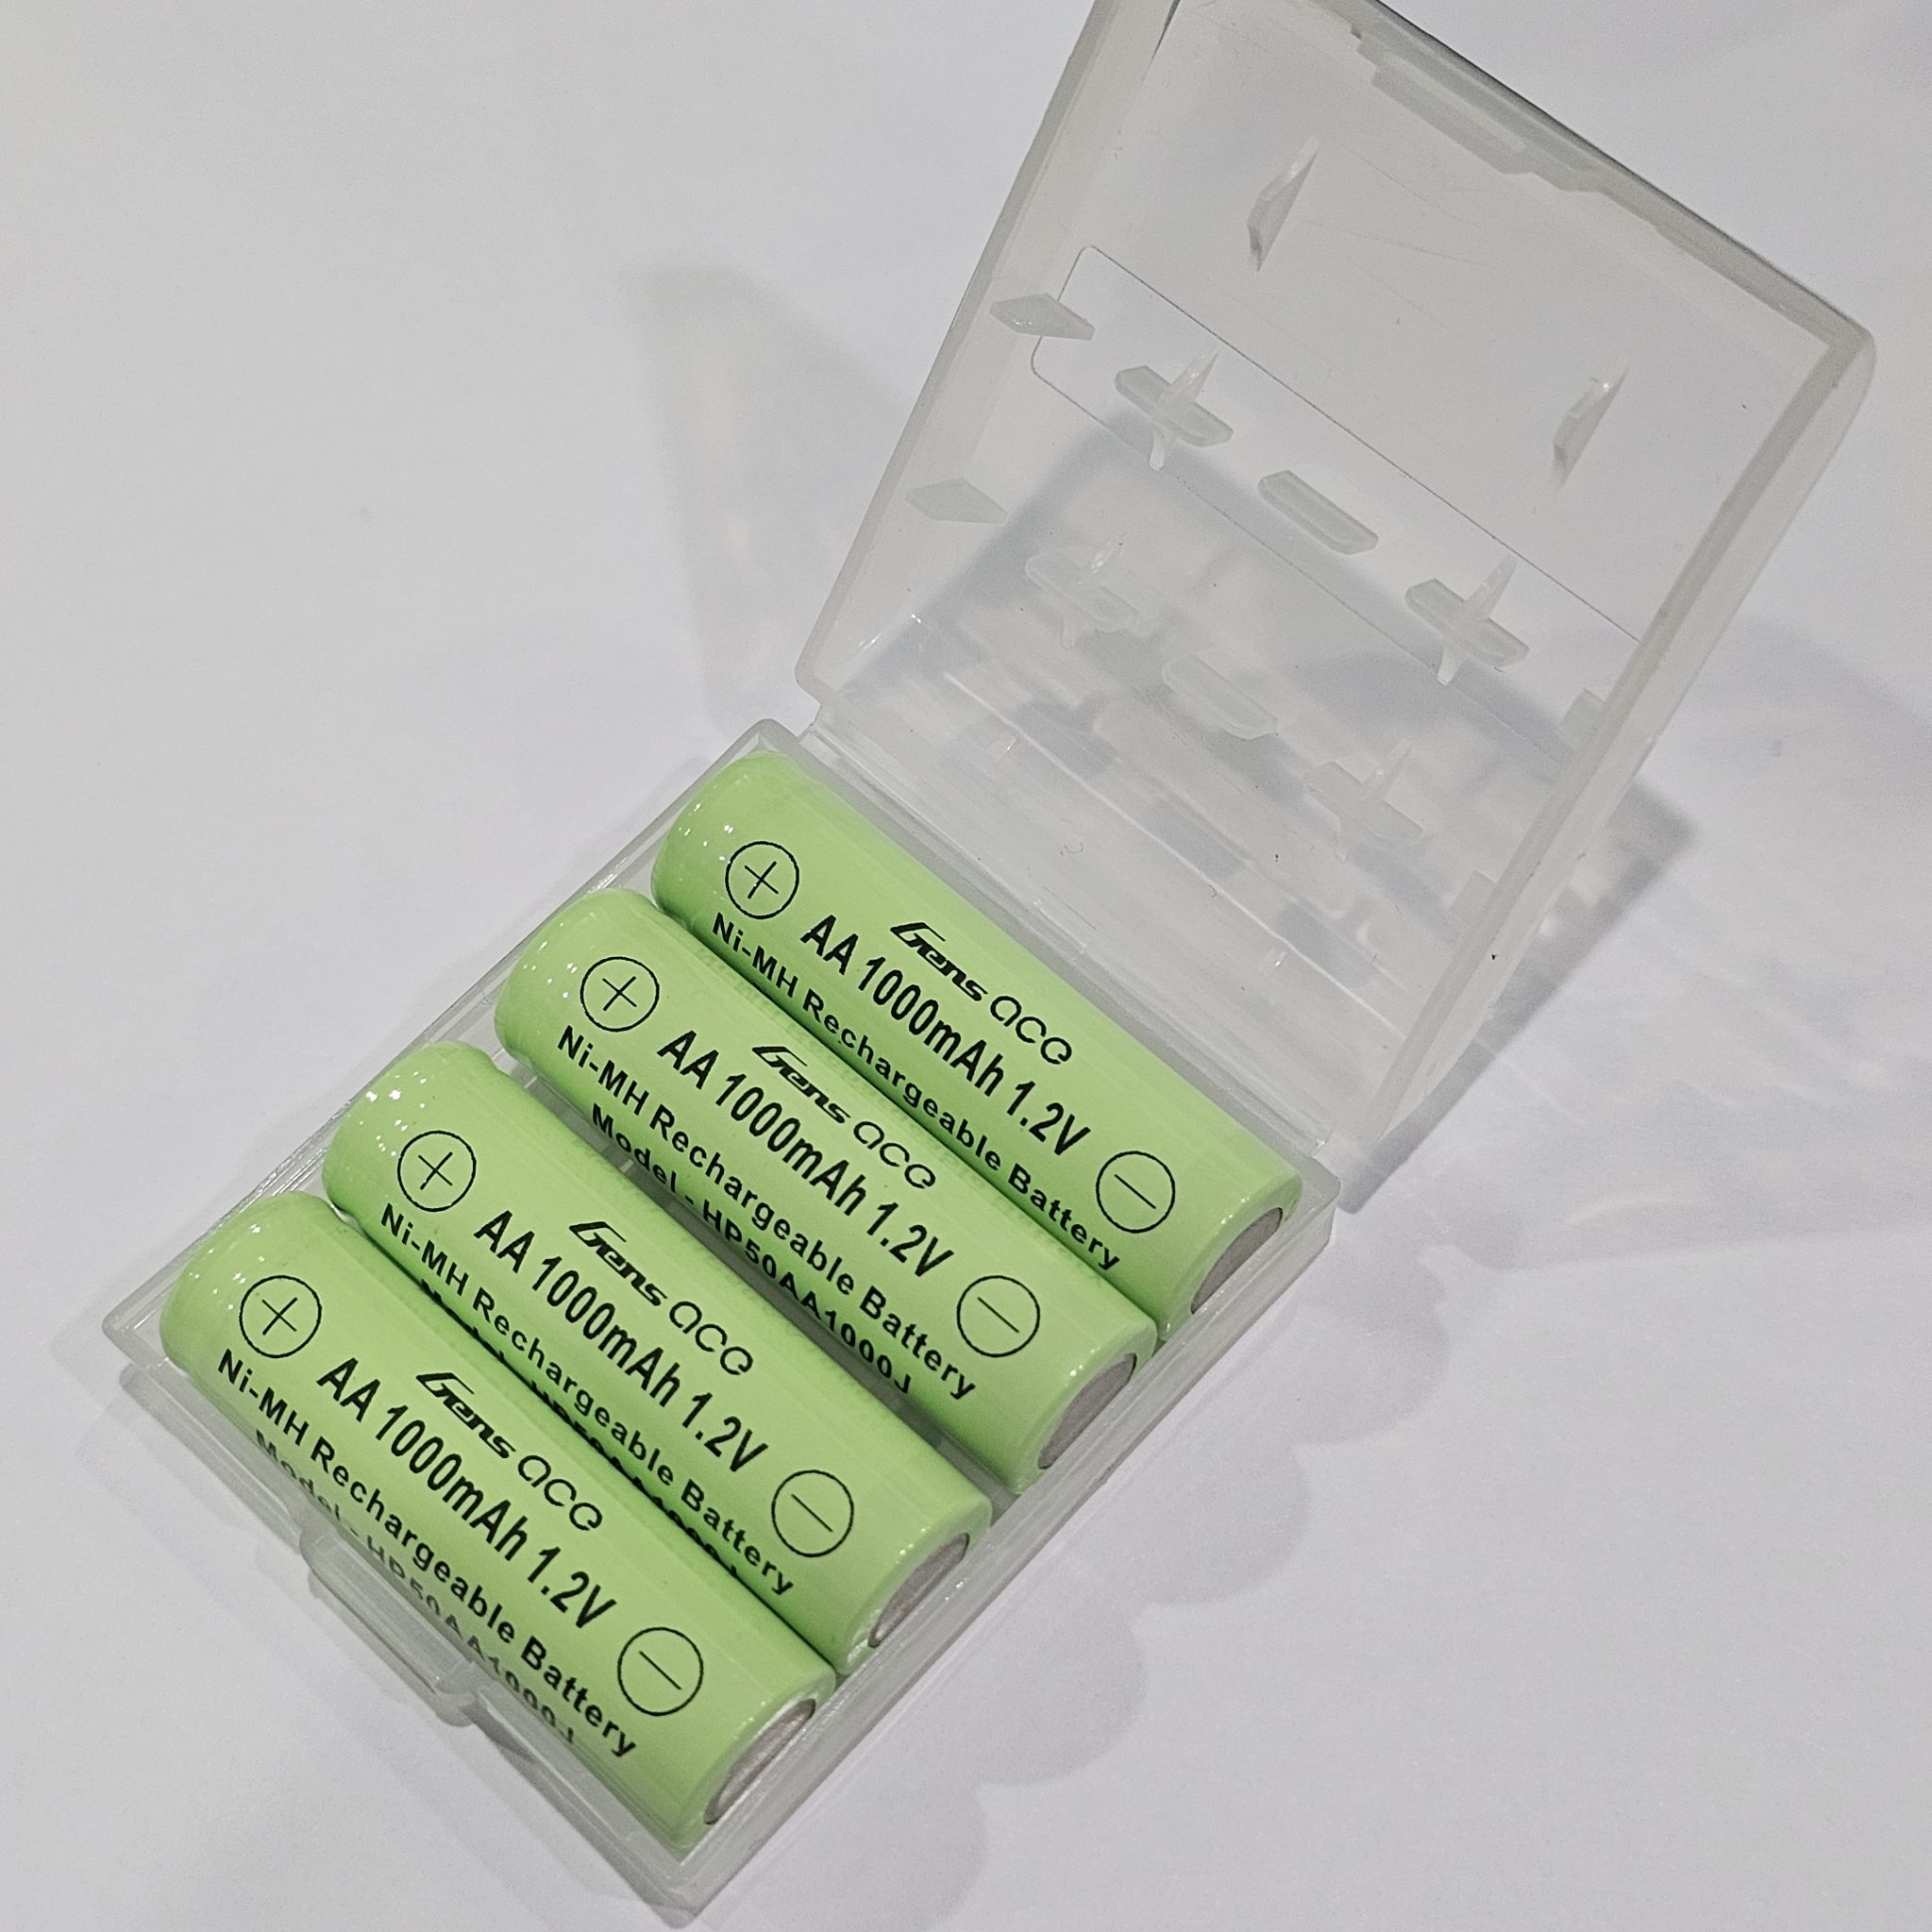 Gens ace
AA 1000mAh 1.2V
Ni-MH Rechargeable Battery
Gens ace
AA 1000mAh 1.2V
Ni-MH Rechargeable Battery
Model - HP50AA1000J
Gens ace
AA 1000mAh 1.2V
Ni-MH Rechargeable Battery
Gens ace
AA 1000mAh 1.2V
Ni-MH Rechargeable Battery
Model - HP50AA1000J